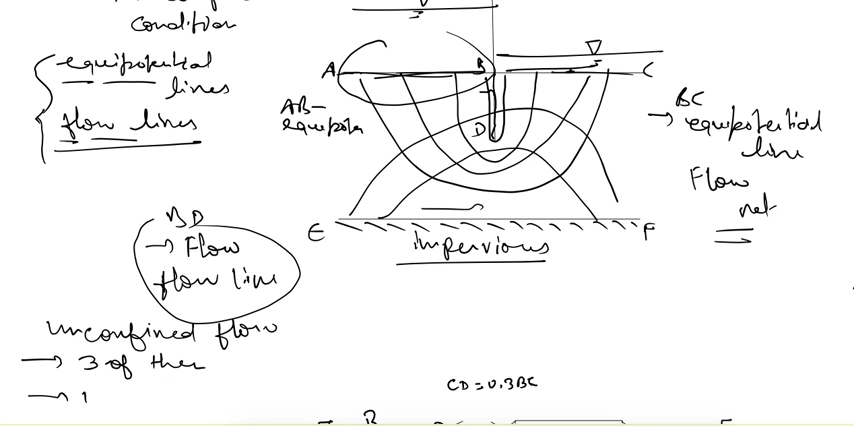 condition
equipotential
lines
flow lines
A
B
C
AB-
equipote
D
BC
equipotential
line
Flow
net
E
F
impervious
BD
→ Flow
flow line
unconfined flow
→ 3 of them
→ 1
CD = 0.3BC
B